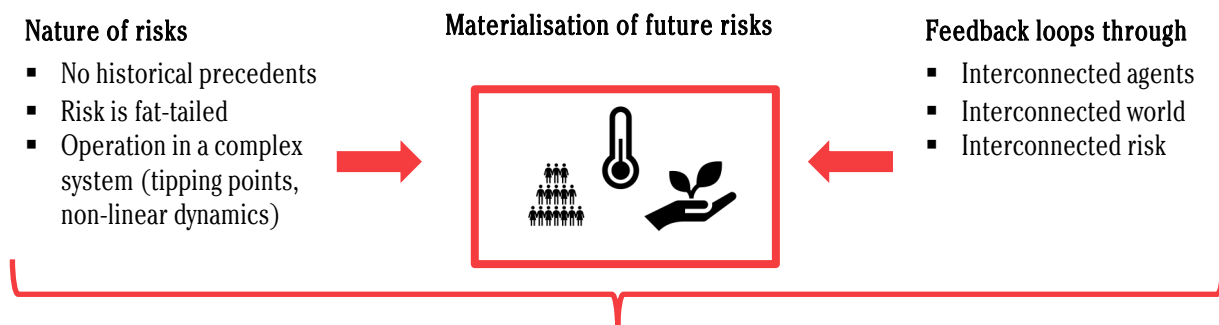 Nature of risks
▪ No historical precedents
▪ Risk is fat-tailed
▪ Operation in a complex
system (tipping points,
non-linear dynamics)
Materialisation of future risks
Feedback loops through
▪ Interconnected agents
▪ Interconnected world
▪ Interconnected risk